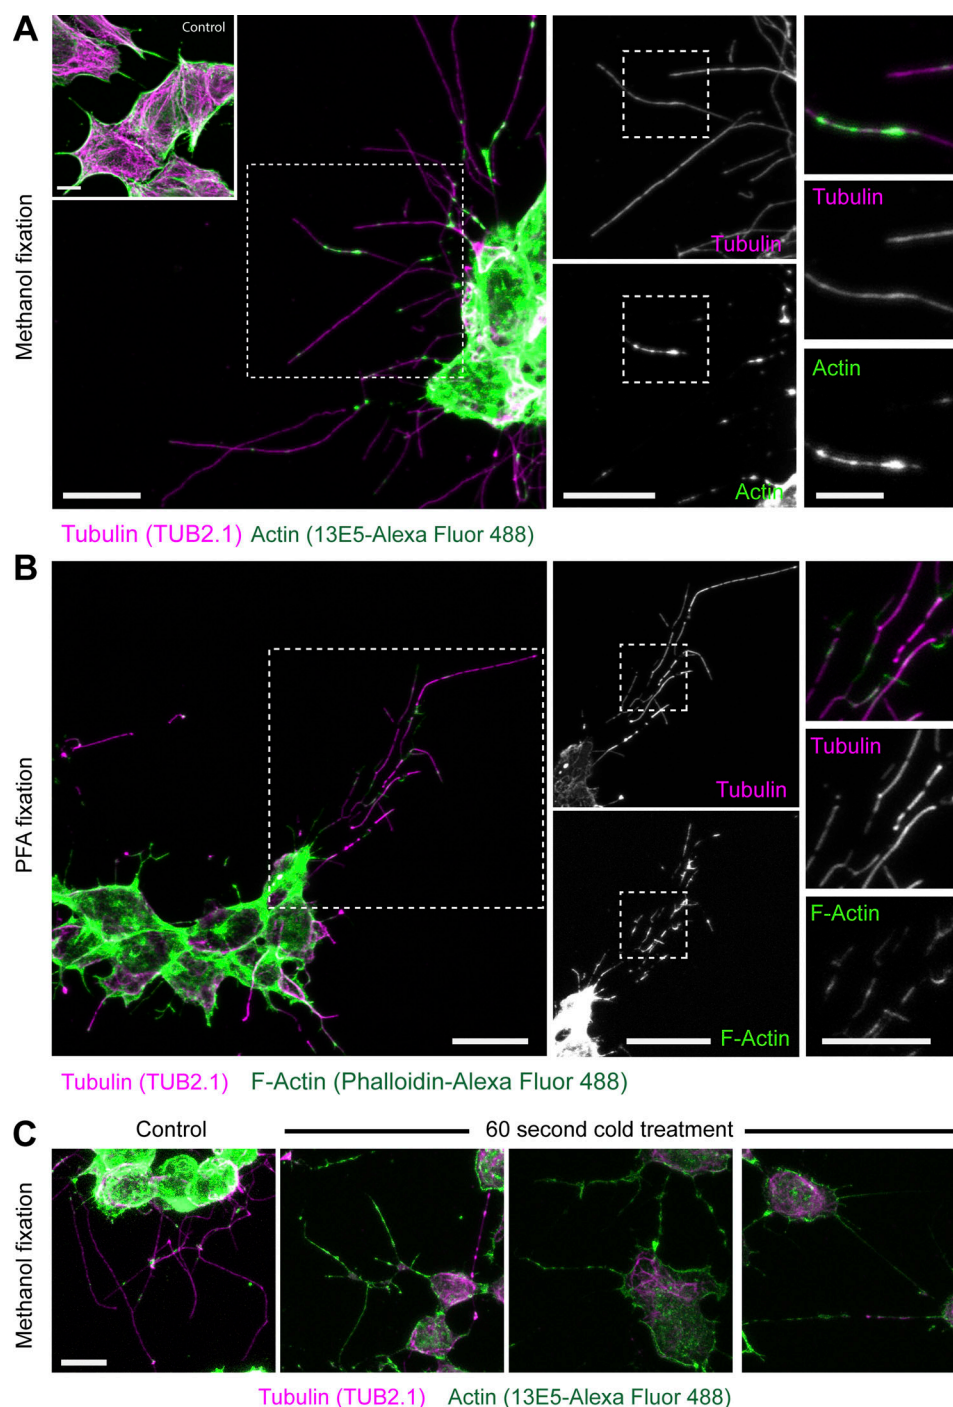 A
Methanol fixation
Control
Tubulin
Actin
Tubulin
Actin
Tubulin (TUB2.1) Actin (13E5-Alexa Fluor 488)
B
PFA fixation
Tubulin
F-Actin
Tubulin
F-Actin
Tubulin (TUB2.1) F-Actin (Phalloidin-Alexa Fluor 488)
C
Control
60 second cold treatment
Methanol fixation
Tubulin (TUB2.1) Actin (13E5-Alexa Fluor 488)